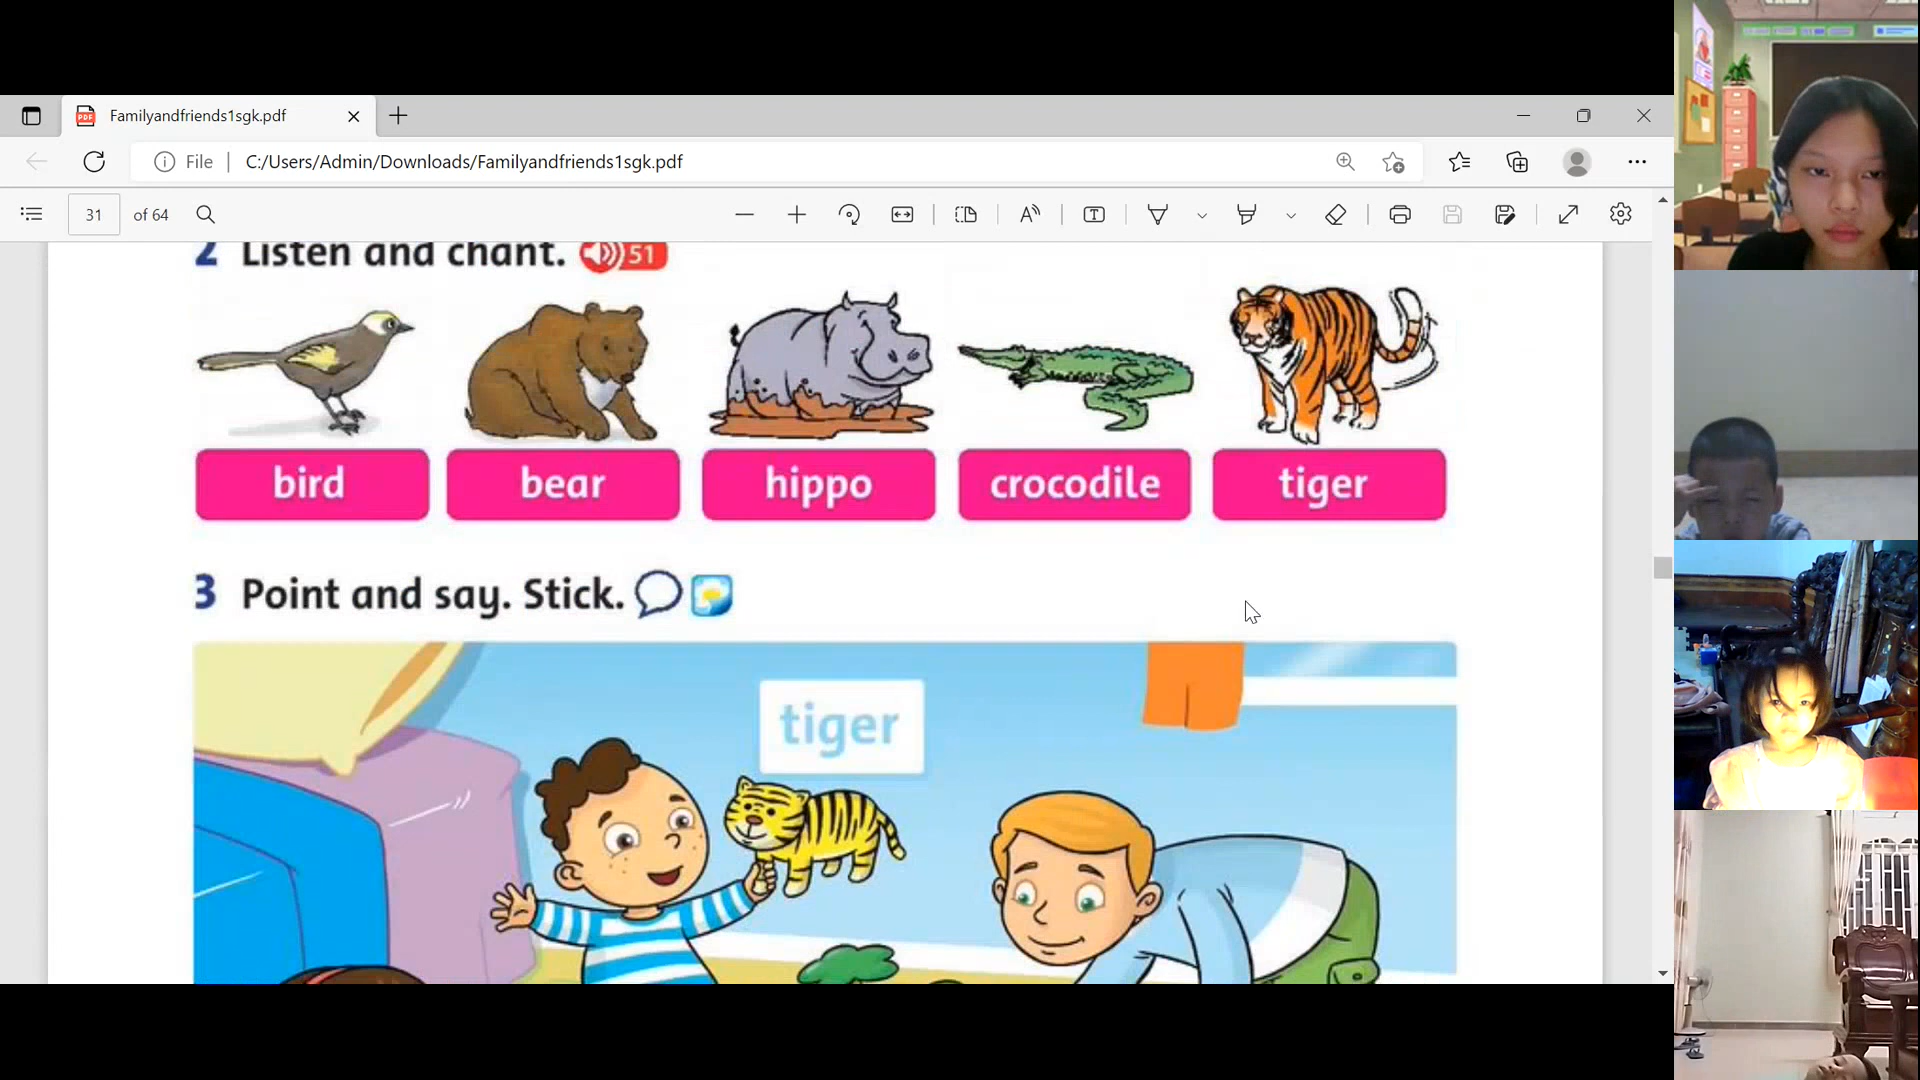 Familyandfriends1sgk.pdf
File | C:/Users/Admin/Downloads/Familyandfriends1sgk.pdf
31 of 64
2 Listen and chant. 51
bird bear hippo crocodile tiger
3 Point and say. Stick.
tiger